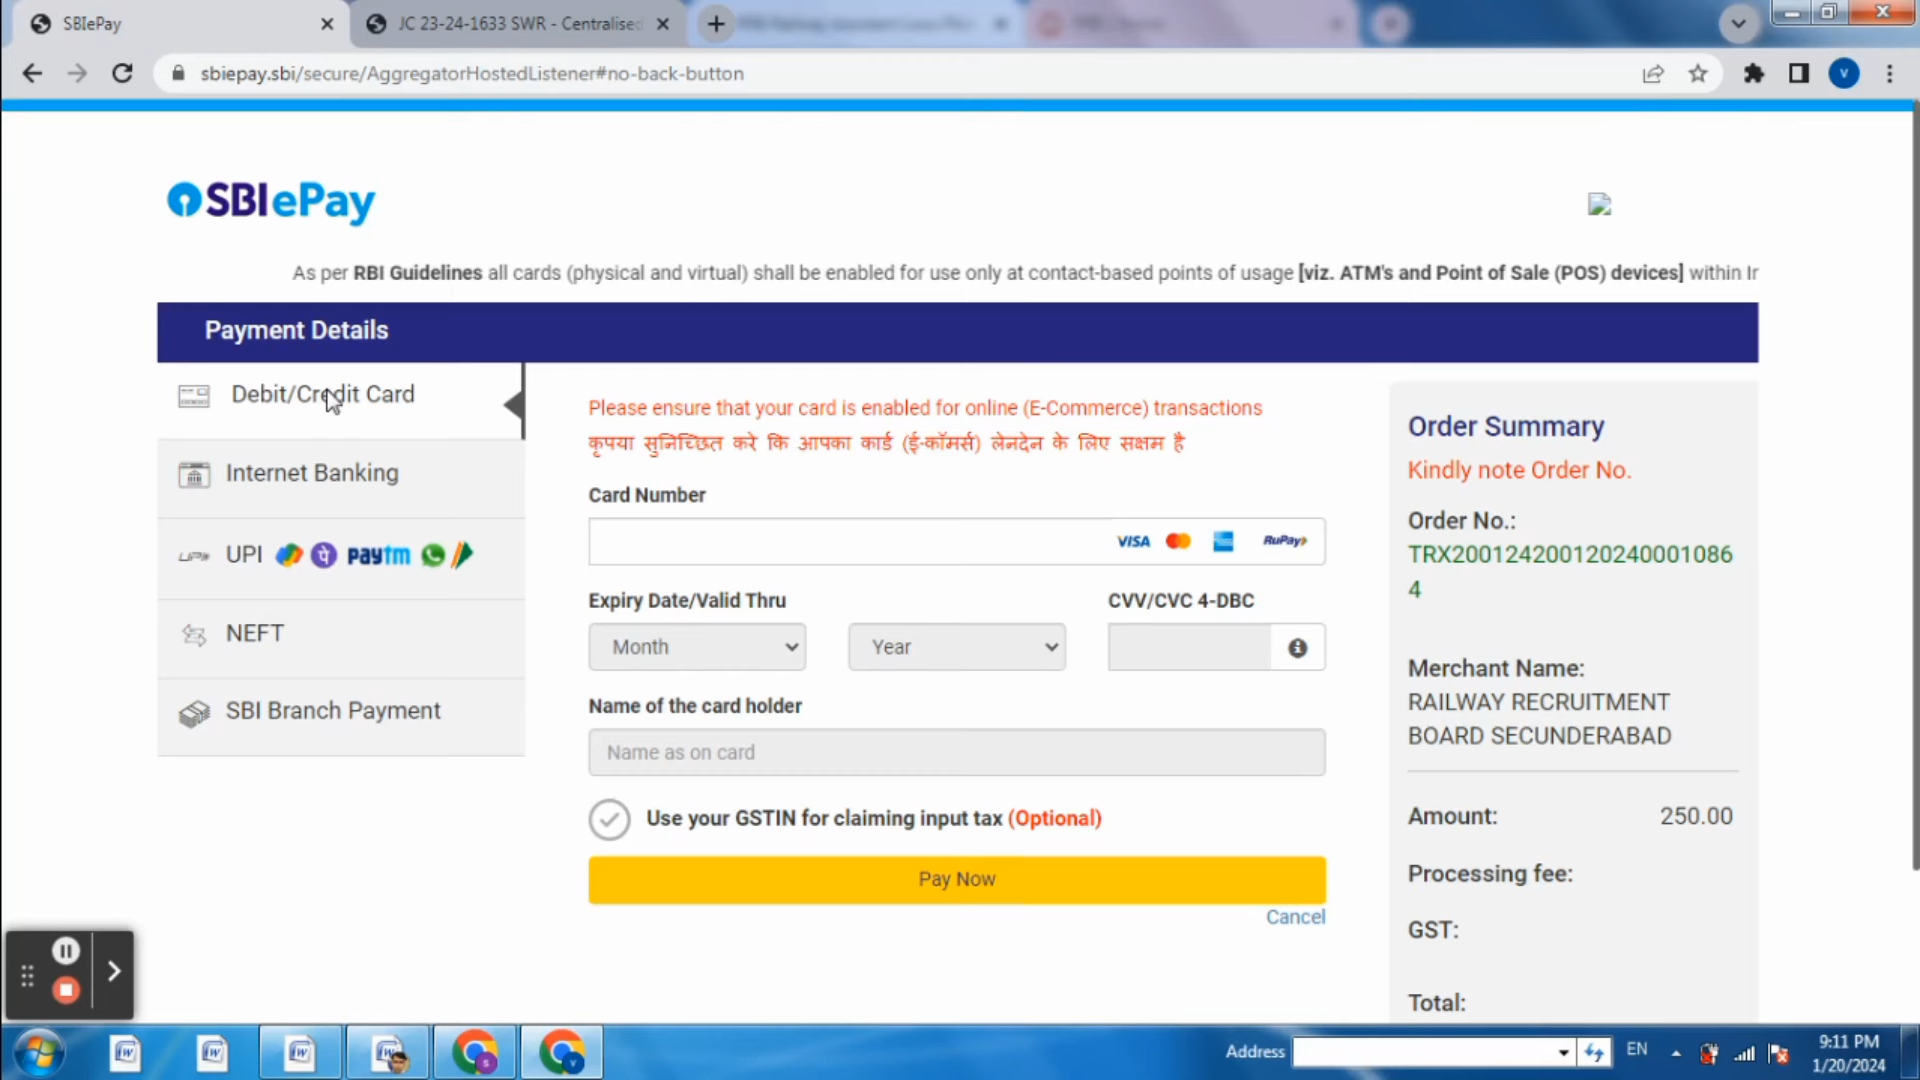 SBIePay
JC 23-24-1633 SWR - Centralised
sbiepay.sbi/secure/AggregatorHostedListener#no-back-button
V
SBI ePay
As per RBI Guidelines all cards (physical and virtual) shall be enabled for use only at contact-based points of usage [viz. ATM's and Point of Sale (POS) devices] within Ir
Payment Details
Debit/Credit Card
Internet Banking
UPI पे paytm
NEFT
SBI Branch Payment
Please ensure that your card is enabled for online (E-Commerce) transactions
कृपया सुनिच्छित करे कि आपका कार्ड (ई-कॉमर्स) लेनदेन के लिए सक्षम है
Card Number
VISA RuPay
Expiry Date/Valid Thru
CVV/CVC 4-DBC
Month
Year
Name of the card holder
Name as on card
Use your GSTIN for claiming input tax (Optional)
Pay Now
Cancel
Order Summary
Kindly note Order No.
Order No.:
TRX200124200120240001086
4
Merchant Name:
RAILWAY RECRUITMENT
BOARD SECUNDERABAD
Amount: 250.00
Processing fee:
GST:
Total:
Address
EN
9:11 PM
1/20/2024